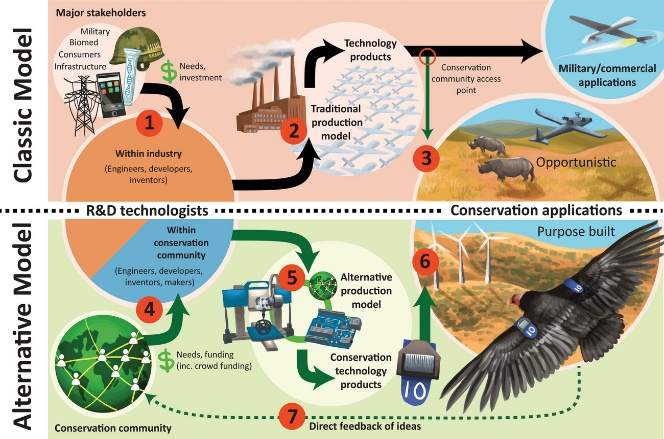 Classic Model
Major stakeholders
Military
Biomed
Consumers
Infrastructure
$
Needs,
investment
1
Within industry
(Engineers, developers,
inventors)
2
Technology
products
Traditional
production
model
Conservation
community access
point
3
Military/commercial
applications
Opportunistic
R&D technologists
Conservation applications
Alternative Model
Within
conservation
community
(Engineers, developers,
inventors, makers)
4
$
Needs, funding
(inc. crowd funding)
Conservation community
5
Alternative
production
model
Conservation
technology
products
10
6
Purpose built
10
10
7
Direct feedback of ideas